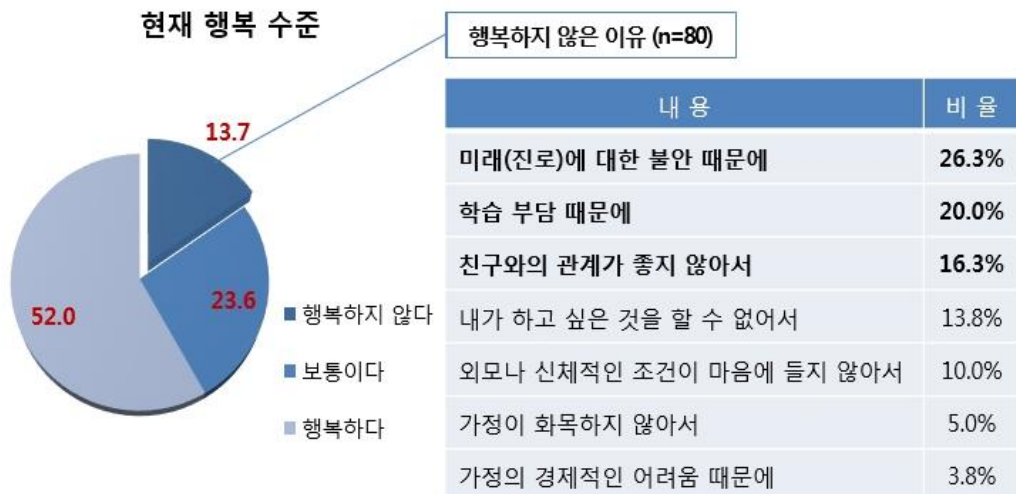 현재 행복 수준
행복하지 않은 이유 (n=80)
13.7
23.6
52.0
행복하지 않다
보통이다
행복하다
내 용 비 율
미래(진로)에 대한 불안 때문에 26.3%
학습 부담 때문에 20.0%
친구와의 관계가 좋지 않아서 16.3%
내가 하고 싶은 것을 할 수 없어서 13.8%
외모나 신체적인 조건이 마음에 들지 않아서 10.0%
가정이 화목하지 않아서 5.0%
가정의 경제적인 어려움 때문에 3.8%